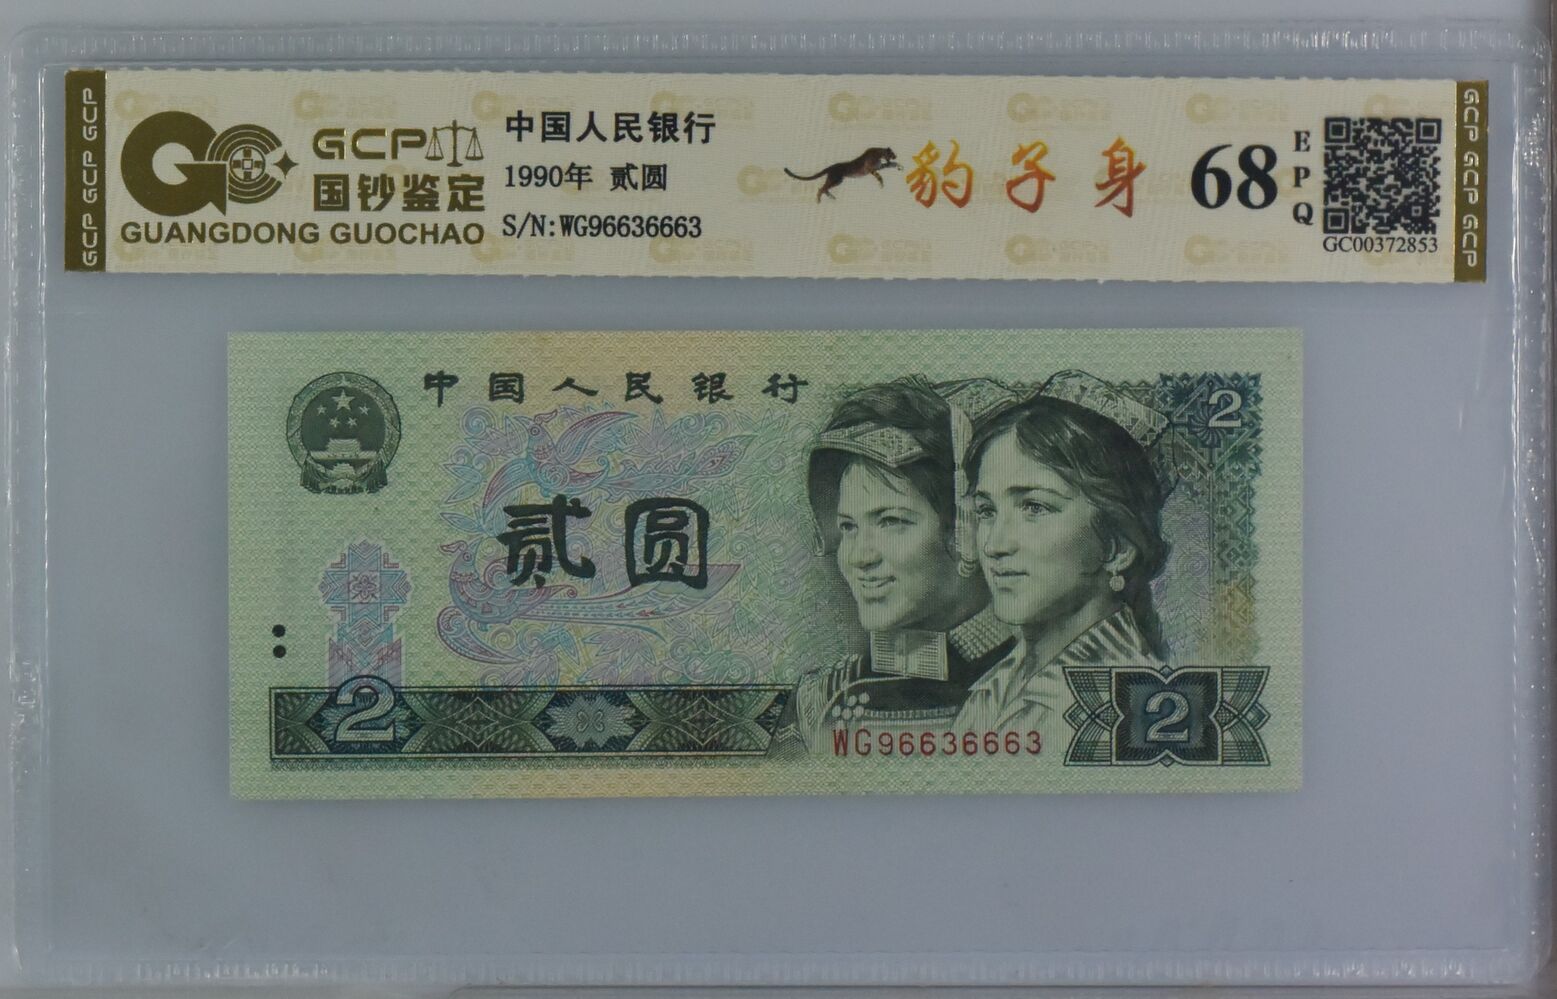 GCP GCP GCP
GCP
国钞鉴定
GUANGDONG GUOCHAO
中国人民银行
1990年 贰圆
S/N:WG96636663
豹子身
68
EPQ
GC00372853
GCP GCP GCP
中国人民银行
2
贰圆
2
WG96636663
2